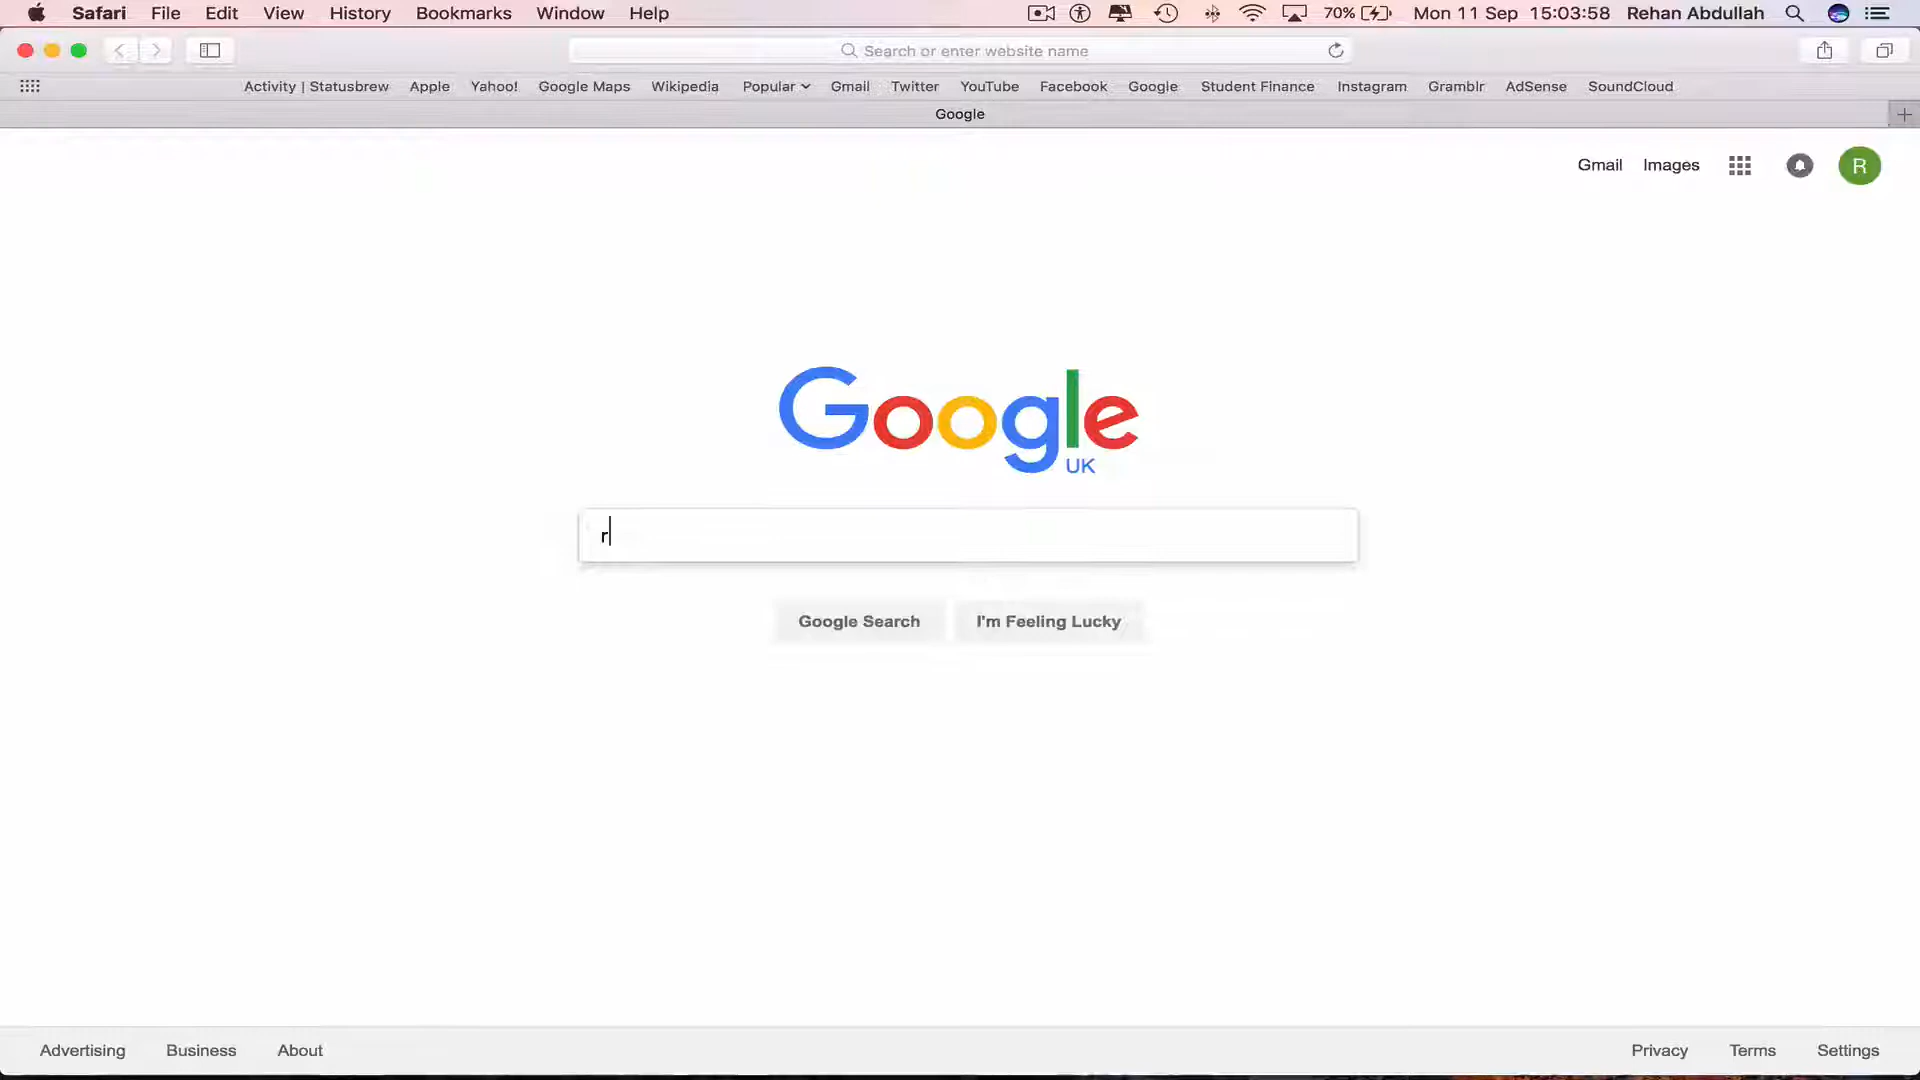 Safari File Edit View History Bookmarks Window Help 70% Mon 11 Sep 15:03:58 Rehan Abdullah
Search or enter website name
Activity | Statusbrew Apple Yahoo! Google Maps Wikipedia Popular Gmail Twitter YouTube Facebook Google Student Finance Instagram Gramblr AdSense SoundCloud
Google
Gmail Images R
Google
UK
r
Google Search I'm Feeling Lucky
Advertising Business About Privacy Terms Settings